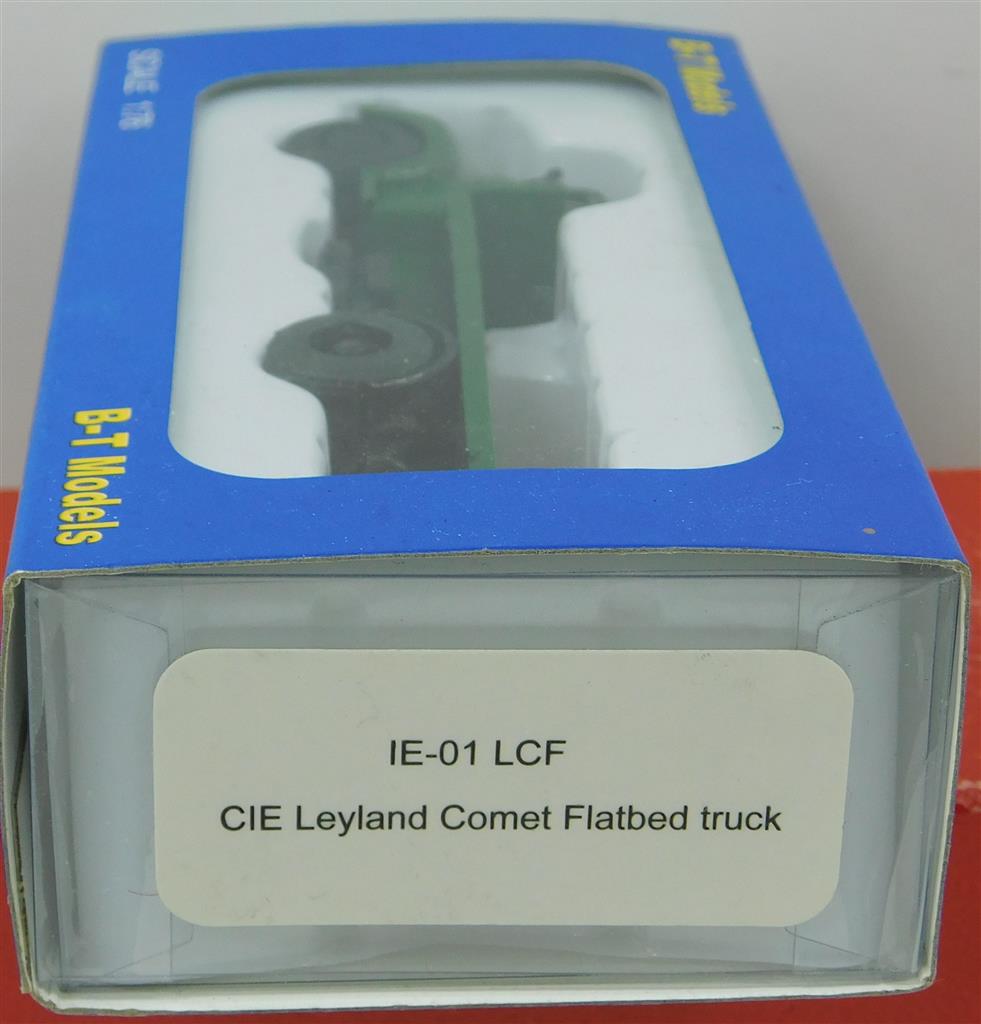 B-T Models
SCALE 1:76
B-T Models
IE-01 LCF
CIE Leyland Comet Flatbed truck